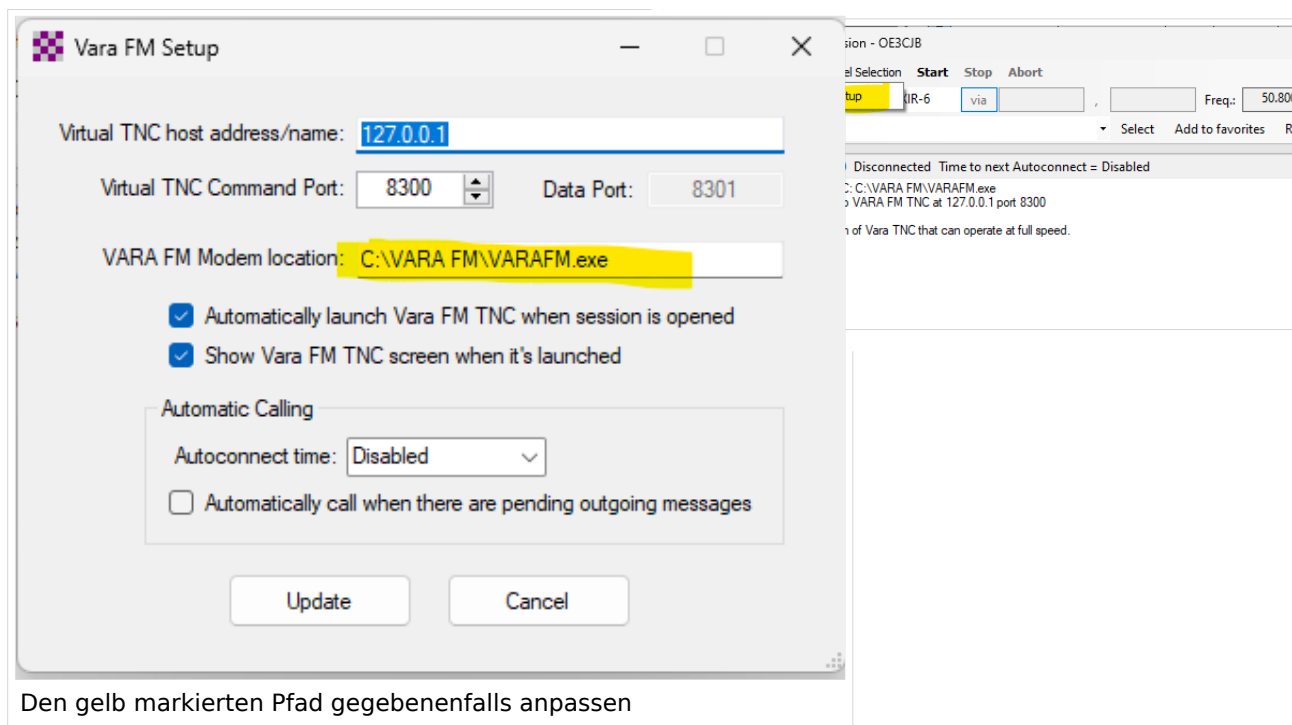 Vara FM Setup
Virtual TNC host address/name: 127.0.0.1
Virtual TNC Command Port: 8300 Data Port: 8301
VARA FM Modem location: C:\VARA FM\VARAFM.exe
Automatically launch Vara FM TNC when session is opened
Show Vara FM TNC screen when it's launched
Automatic Calling
Autoconnect time: Disabled
Automatically call when there are pending outgoing messages
Update Cancel
Den gelb markierten Pfad gegebenenfalls anpassen
sion - OE3CJB
el Selection Start Stop Abort
tup XIR-6 via , Freq.: 50.800
Select Add to favorites R
Disconnected Time to next Autoconnect = Disabled
C: C:\VARA FM\VARAFM.exe
o VARA FM TNC at 127.0.0.1 port 8300
n of Vara TNC that can operate at full speed.